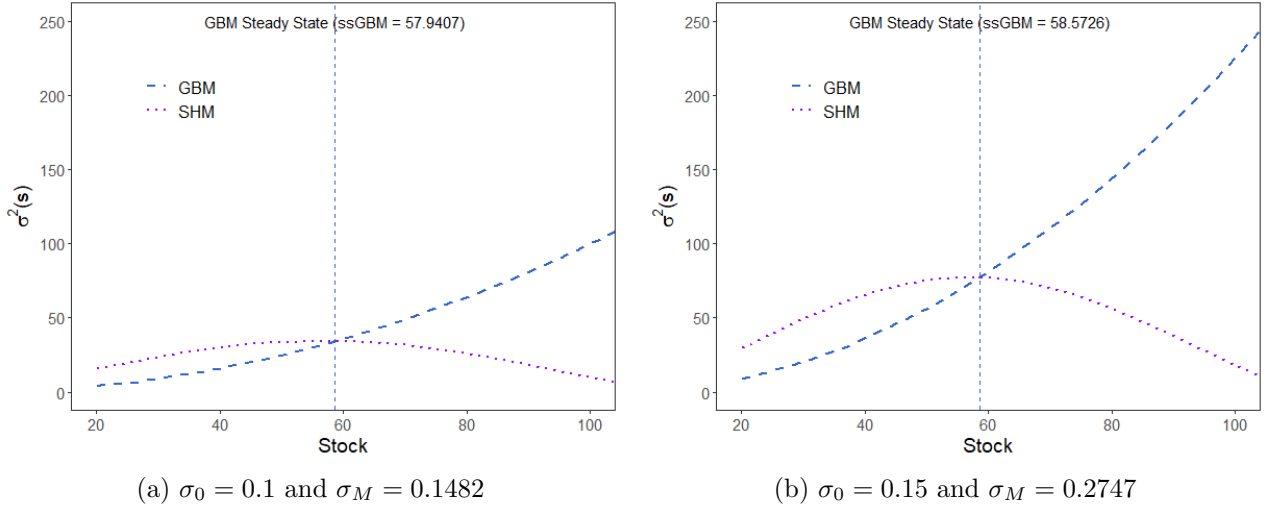 GBM Steady State (ssGBM = 57.9407)
250
200
150
100
50
0
σ²(s)
GBM
SHM
20
40
60
80
100
Stock
(a) σ₀ = 0.1 and σ_M = 0.1482
GBM Steady State (ssGBM = 58.5726)
250
200
150
100
50
0
σ²(s)
GBM
SHM
20
40
60
80
100
Stock
(b) σ₀ = 0.15 and σ_M = 0.2747